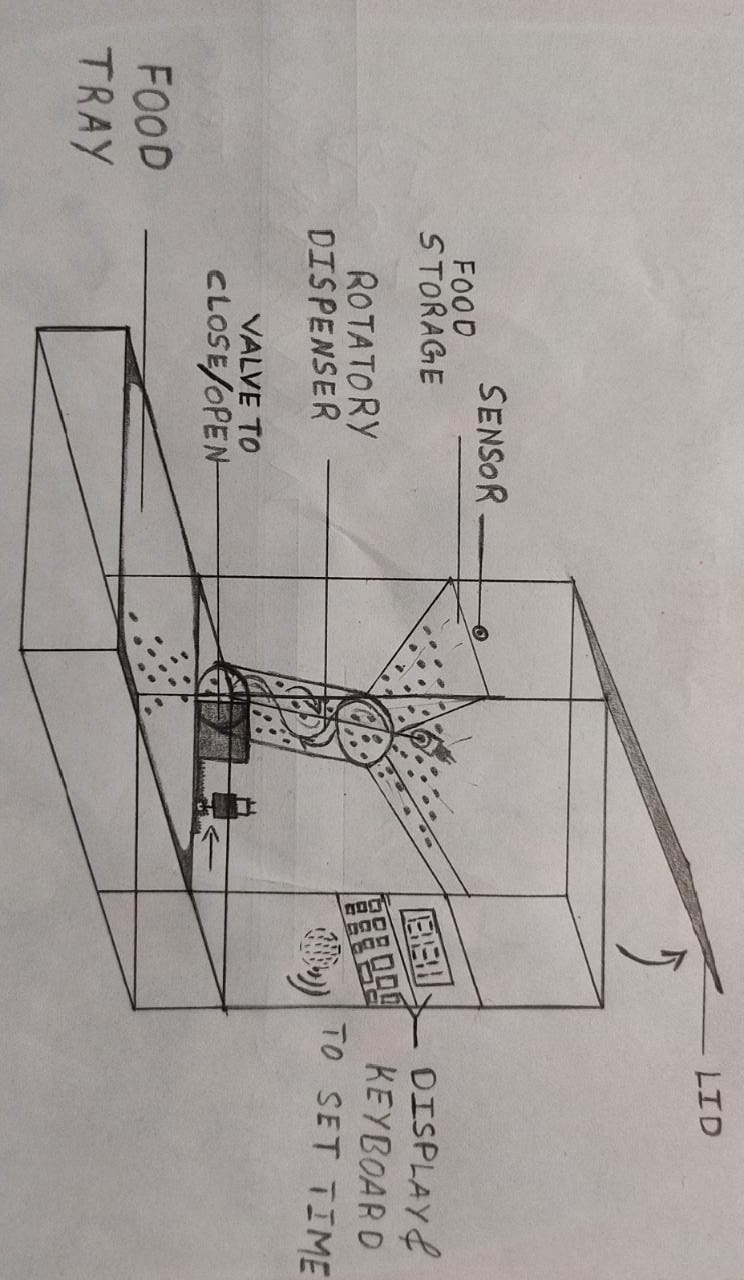 LID
SENSOR
FOOD
STORAGE
DISPLAY &
KEYBOARD
TO SET TIME
ROTATORY
DISPENSER
VALVE TO
CLOSE/OPEN
FOOD
TRAY